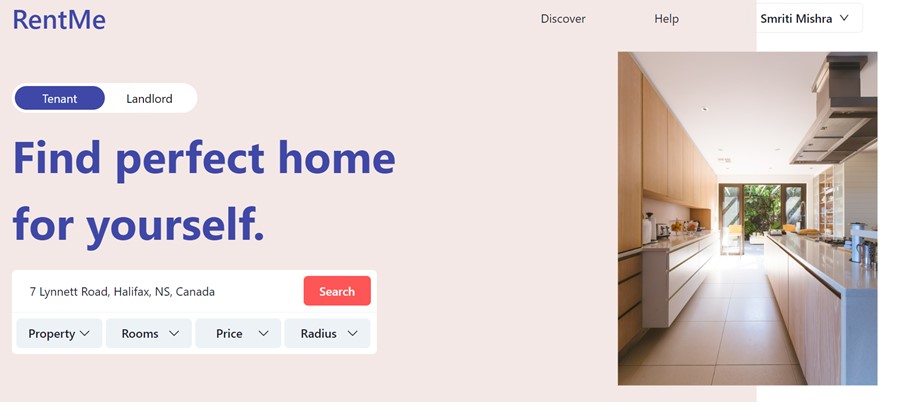 RentMe
Discover
Help
Smriti Mishra
Tenant
Landlord
Find perfect home
for yourself.
7 Lynnett Road, Halifax, NS, Canada
Search
Property
Rooms
Price
Radius